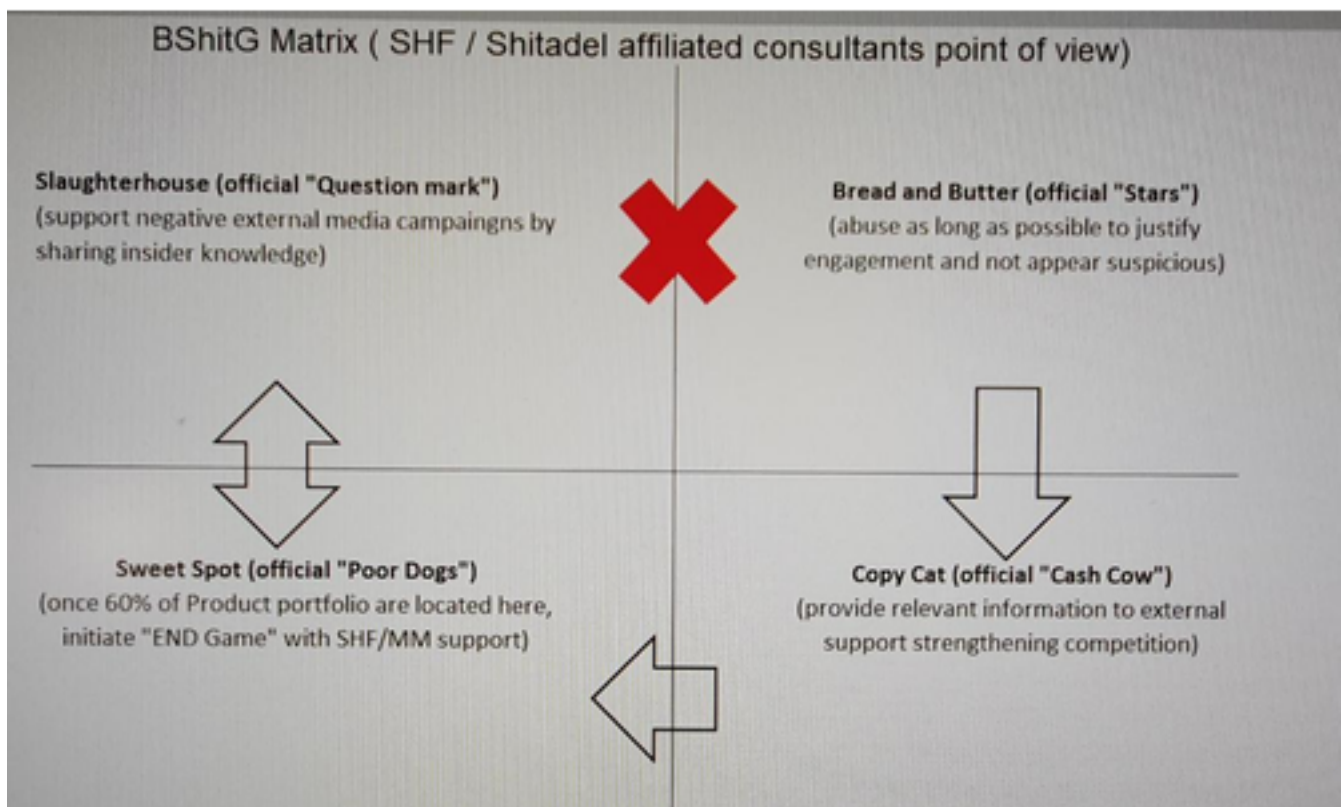 BShitG Matrix ( SHF / Shitadel affiliated consultants point of view)
Slaughterhouse (official "Question mark")
(support negative external media campaingns by
sharing insider knowledge)
Bread and Butter (official "Stars")
(abuse as long as possible to justify
engagement and not appear suspicious)
Sweet Spot (official "Poor Dogs")
(once 60% of Product portfolio are located here,
initiate "END Game" with SHF/MM support)
Copy Cat (official "Cash Cow")
(provide relevant information to external
support strengthening competition)